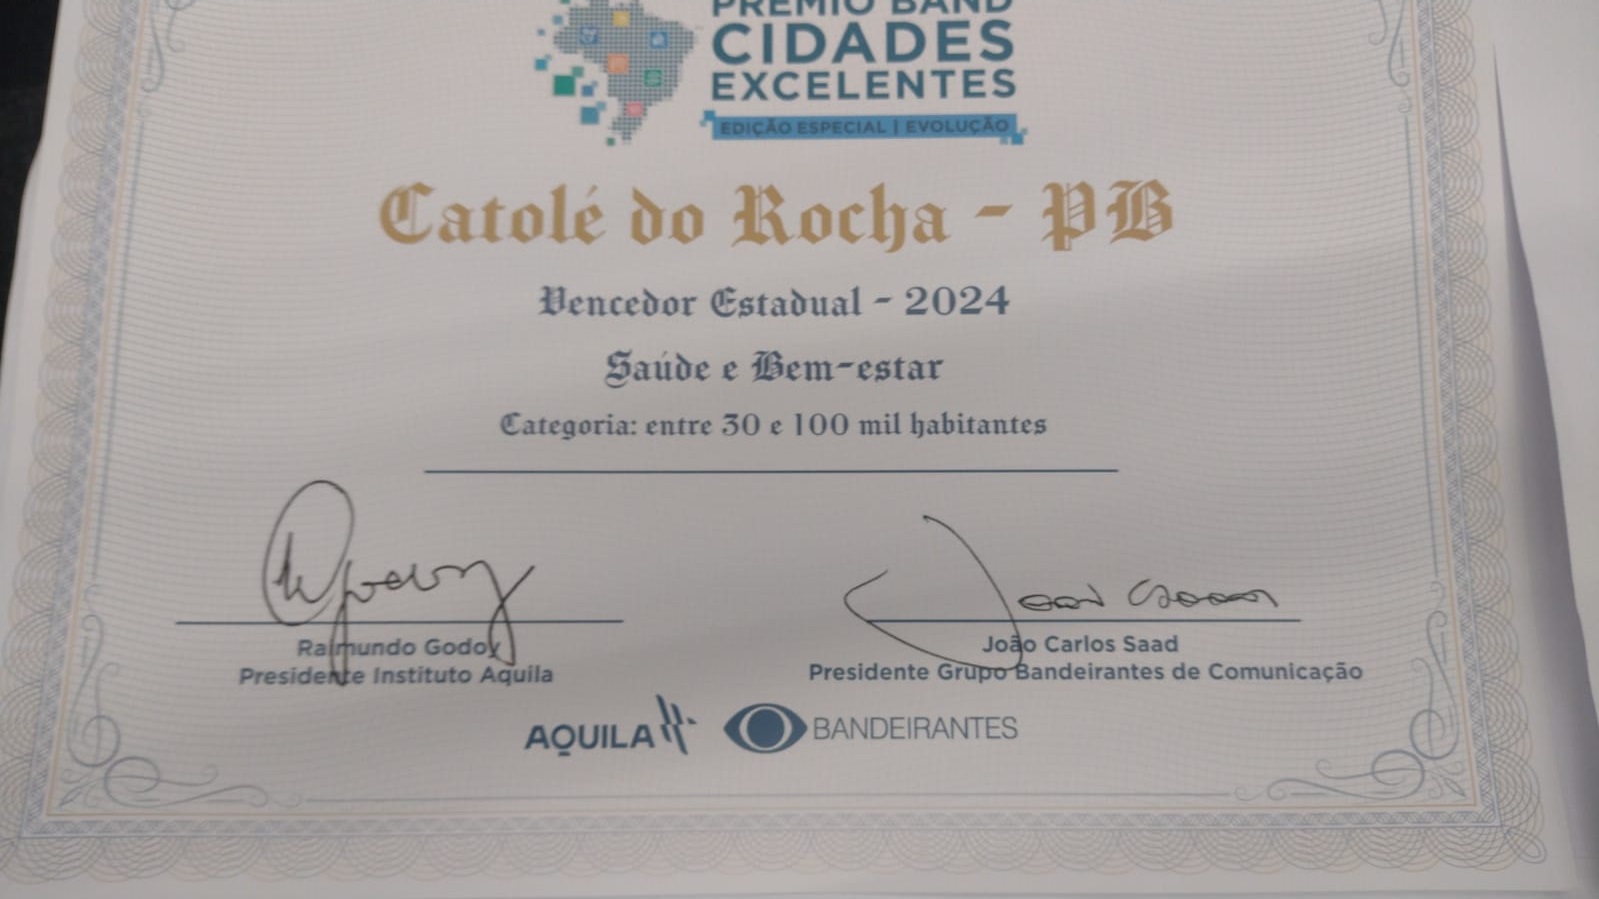 PRÊMIO BAND
CIDADES
EXCELENTES
EDIÇÃO ESPECIAL | EVOLUÇÃO
Catolé do Rocha - PB
Vencedor Estadual - 2024
Saúde e Bem-estar
Categoria: entre 30 e 100 mil habitantes
Raimundo Godoy
Presidente Instituto Aquila
João Carlos Saad
Presidente Grupo Bandeirantes de Comunicação
AQUILA
BANDEIRANTES